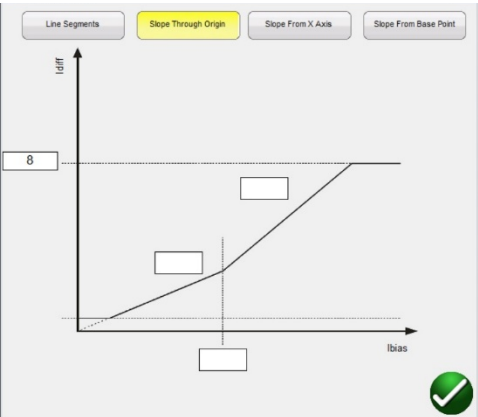 Line Segments
Slope Through Origin
Slope From X Axis
Slope From Base Point
Idiff
8
Ibias